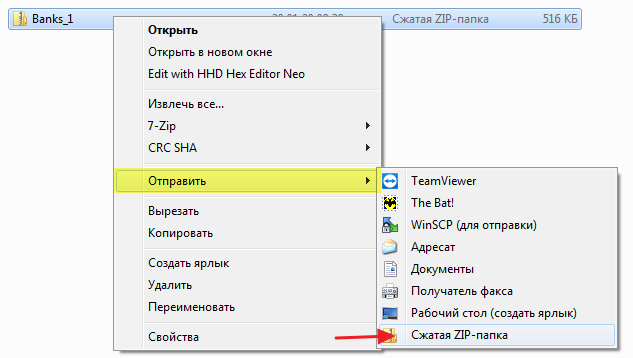 Banks_1 Сжатая ZIP-папка 516 КБ
Открыть
Открыть в новом окне
Edit with HHD Hex Editor Neo
Извлечь все...
7-Zip
CRC SHA
Отправить
Вырезать
Копировать
Создать ярлык
Удалить
Переименовать
Свойства
TeamViewer
The Bat!
WinSCP (для отправки)
Адресат
Документы
Получатель факса
Рабочий стол (создать ярлык)
Сжатая ZIP-папка